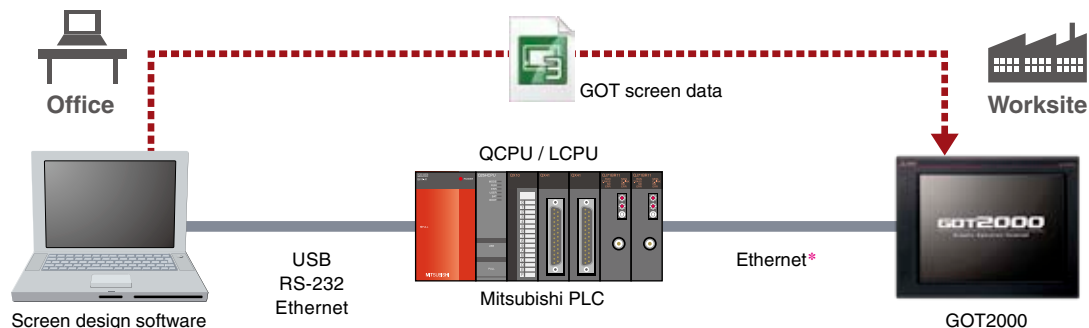 Office
GOT screen data
Worksite
QCPU / LCPU
MITSUBISHI
GOT2000
USB
RS-232
Ethernet
Ethernet*
Mitsubishi PLC
Screen design software
GOT2000